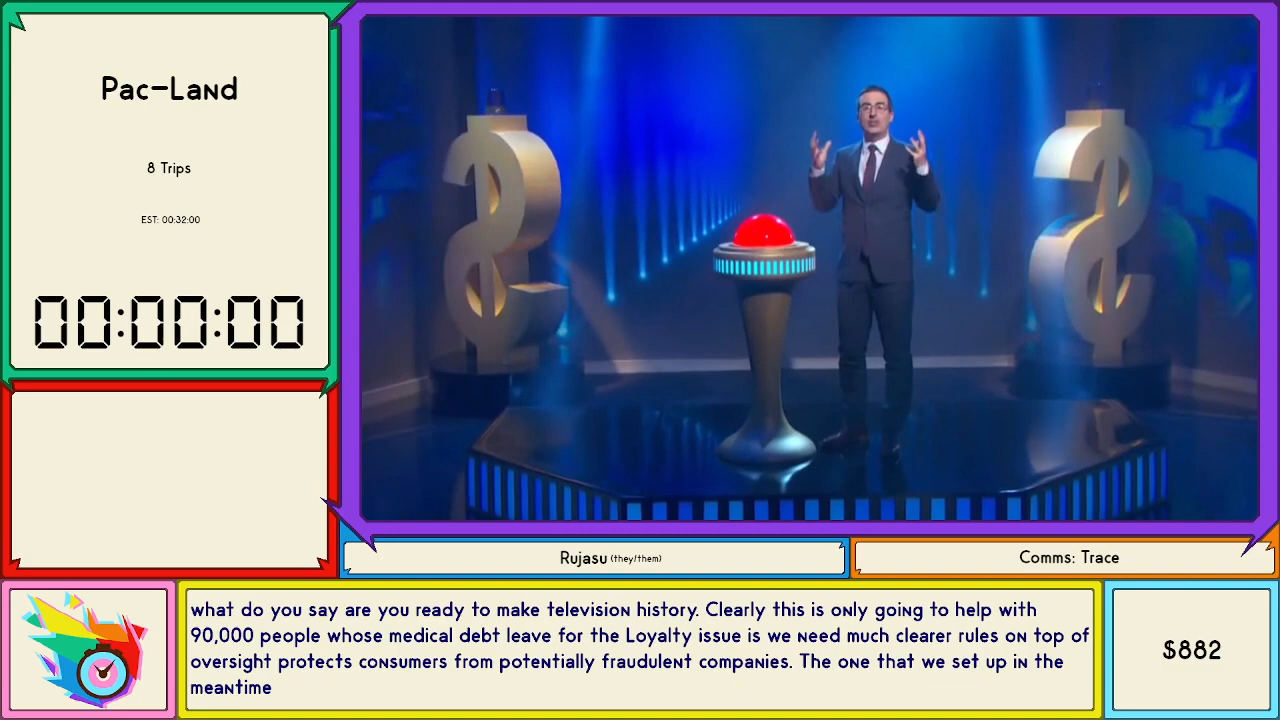 Pac-Land
8 Trips
EST: 00:32:00
00:00:00
Rujasu (they/them)
Comms: Trace
what do you say are you ready to make television history. Clearly this is only going to help with
90,000 people whose medical debt leave for the Loyalty issue is we need much clearer rules on top of
oversight protects consumers from potentially fraudulent companies. The one that we set up in the
meantime
$882